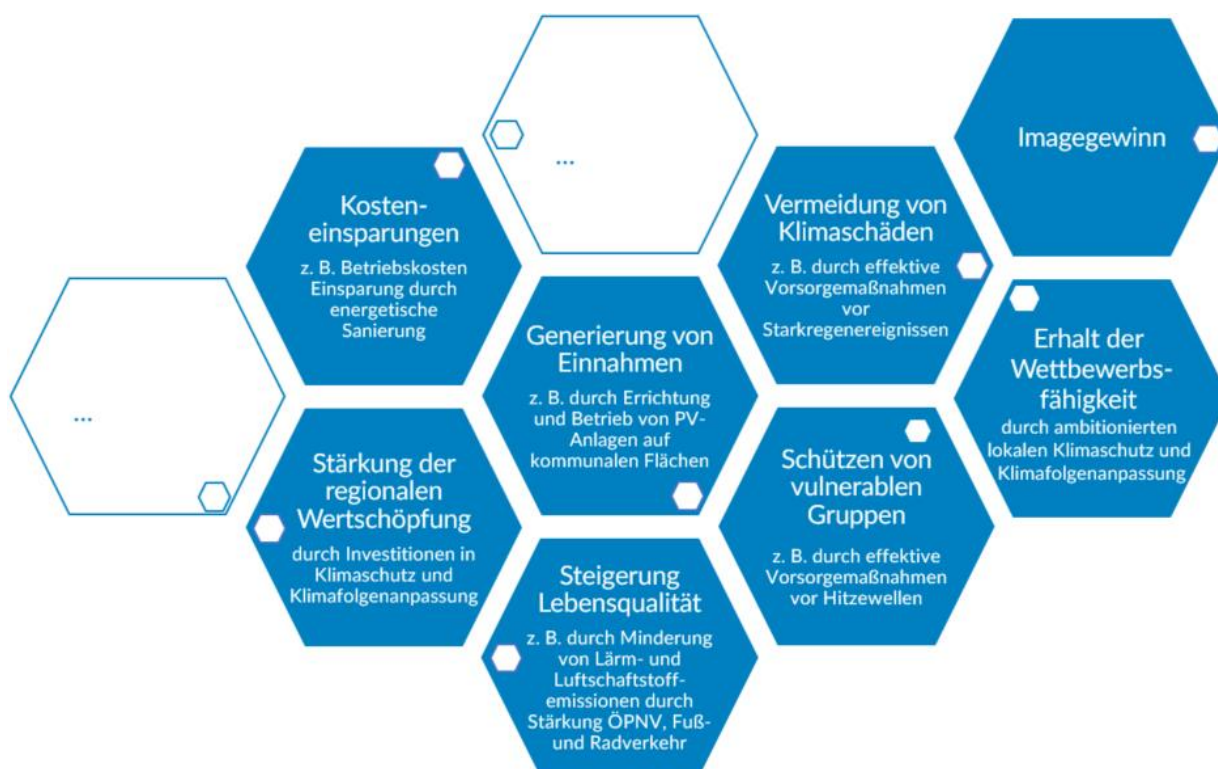 ...
Imagegewinn
Kosten-
einsparungen
z. B. Betriebskosten
Einsparung durch
energetische
Sanierung
Vermeidung von
Klimaschäden
z. B. durch effektive
Vorsorgemaßnahmen
vor
Starkregenereignissen
...
Generierung von
Einnahmen
z. B. durch Errichtung
und Betrieb von PV-
Anlagen auf
kommunalen Flächen
Erhalt der
Wettbewerbs-
fähigkeit
durch ambitionierten
lokalen Klimaschutz und
Klimafolgenanpassung
Stärkung der
regionalen
Wertschöpfung
durch Investitionen in
Klimaschutz und
Klimafolgenanpassung
Schützen von
vulnerablen
Gruppen
z. B. durch effektive
Vorsorgemaßnahmen
vor Hitzewellen
Steigerung
Lebensqualität
z. B. durch Minderung
von Lärm- und
Luftschaftstoff-
emissionen durch
Stärkung ÖPNV, Fuß-
und Radverkehr